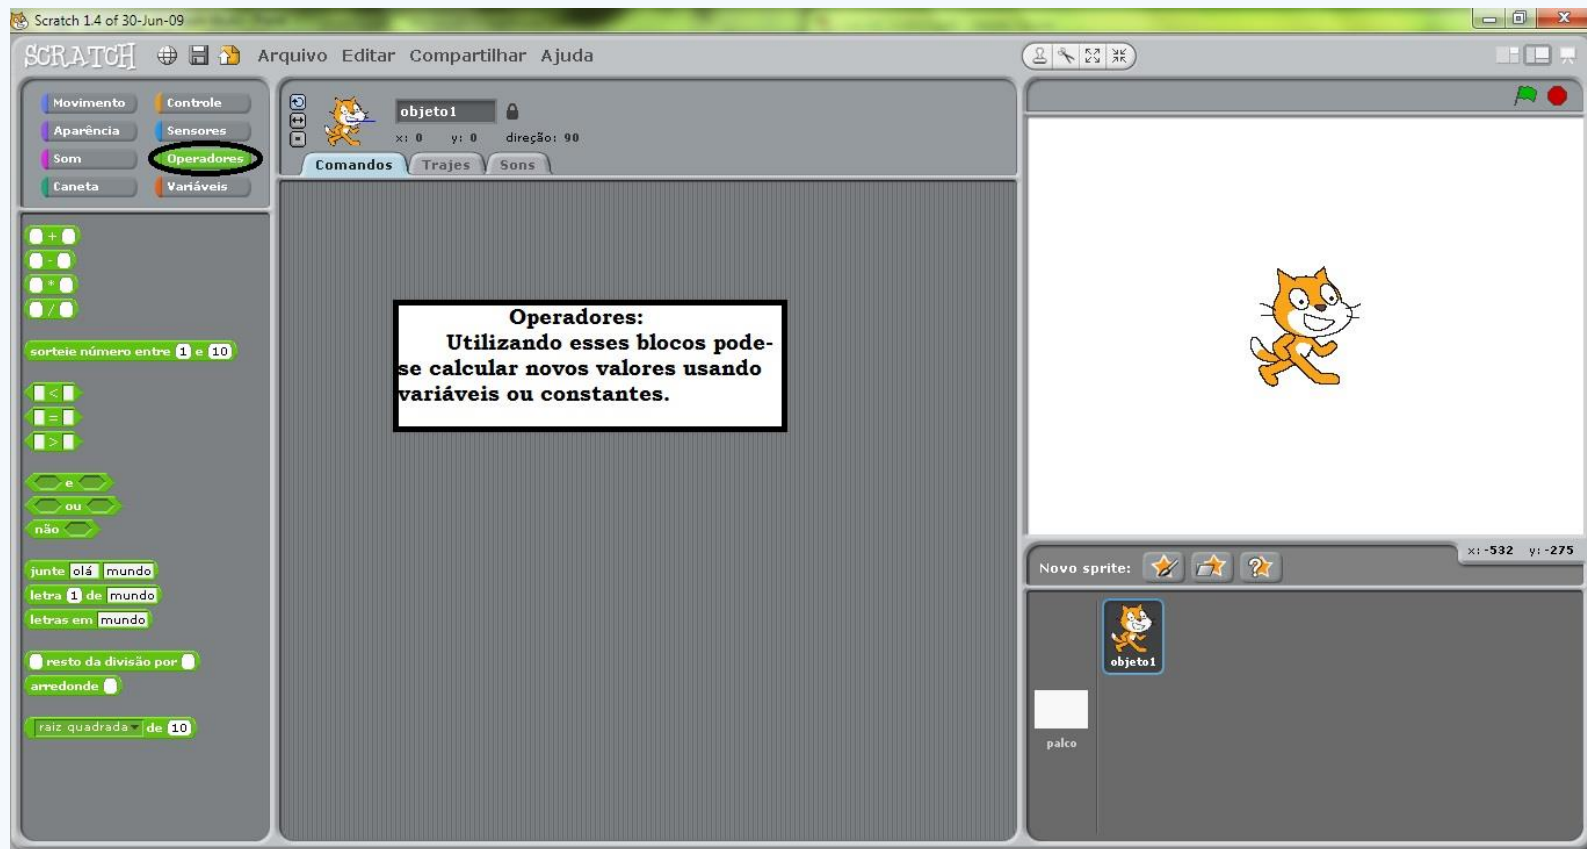 Scratch 1.4 of 30-Jun-09
SCRATCH Arquivo Editar Compartilhar Ajuda
Movimento Controle
Aparência Sensores
Som Operadores
Caneta Variáveis
objeto1
x: 0 y: 0 direção: 90
Comandos Trajes Sons
+
-
*
/
sorteie número entre 1 e 10
<
=
>
e
ou
não
junte olá mundo
letra 1 de mundo
letras em mundo
resto da divisão por
arredonde
raiz quadrada de 10
Operadores:
Utilizando esses blocos pode-
se calcular novos valores usando
variáveis ou constantes.
x: -532 y: -275
Novo sprite:
objeto1
palco